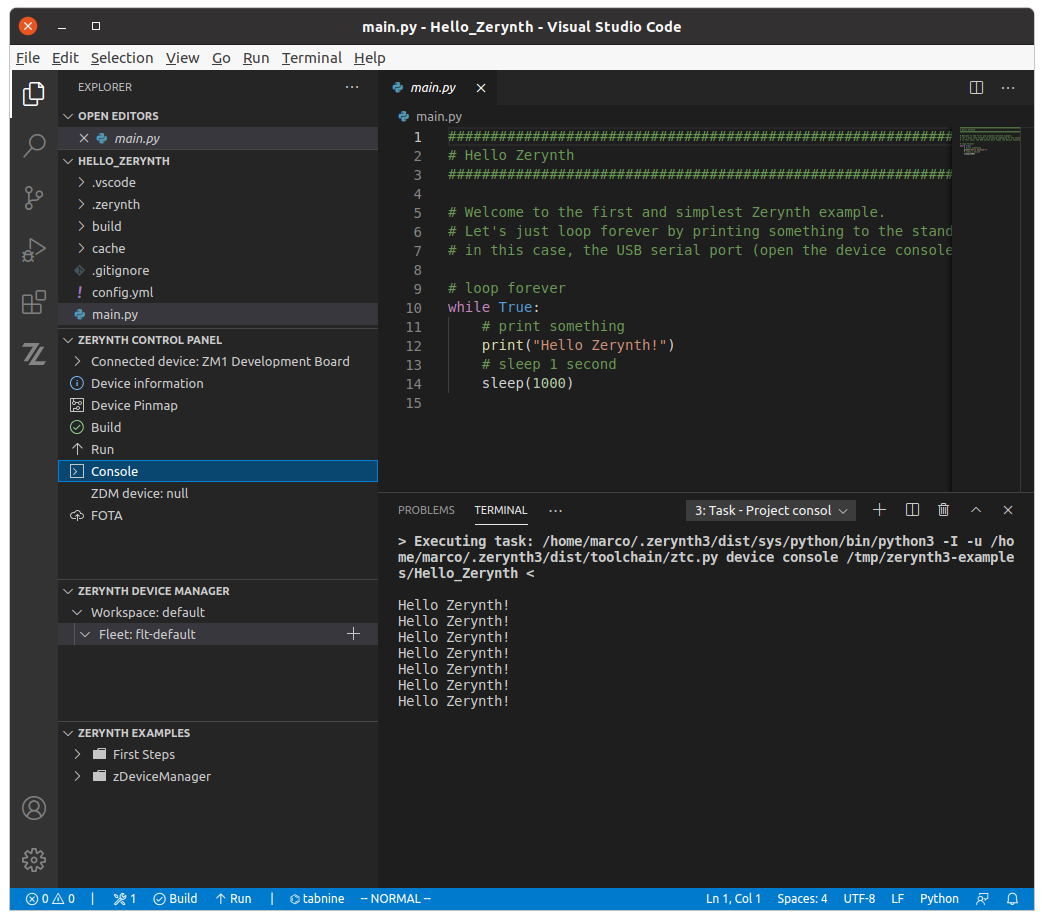 main.py - Hello_Zerynth - Visual Studio Code
File Edit Selection View Go Run Terminal Help
EXPLORER
OPEN EDITORS
main.py
HELLO_ZERYNTH
.vscode
.zerynth
build
cache
.gitignore
! config.yml
main.py
ZERYNTH CONTROL PANEL
Connected device: ZM1 Development Board
Device information
Device Pinmap
Build
Run
Console
ZDM device: null
FOTA
ZERYNTH DEVICE MANAGER
Workspace: default
Fleet: flt-default
ZERYNTH EXAMPLES
First Steps
zDeviceManager
main.py
main.py
1 ############################################################
2 # Hello Zerynth
3 ############################################################
4
5 # Welcome to the first and simplest Zerynth example.
6 # Let's just loop forever by printing something to the stand
7 # in this case, the USB serial port (open the device console
8
9 # loop forever
10 while True:
11 # print something
12 print("Hello Zerynth!")
13 # sleep 1 second
14 sleep(1000)
15
PROBLEMS TERMINAL ··· 3: Task - Project consol
> Executing task: /home/marco/.zerynth3/dist/sys/python/bin/python3 -I -u /ho
me/marco/.zerynth3/dist/toolchain/ztc.py device console /tmp/zerynth3-example
s/Hello_Zerynth <
Hello Zerynth!
Hello Zerynth!
Hello Zerynth!
Hello Zerynth!
Hello Zerynth!
Hello Zerynth!
Hello Zerynth!
0 0 | 1 Build Run | tabnine -- NORMAL -- Ln 1, Col 1 Spaces: 4 UTF-8 LF Python